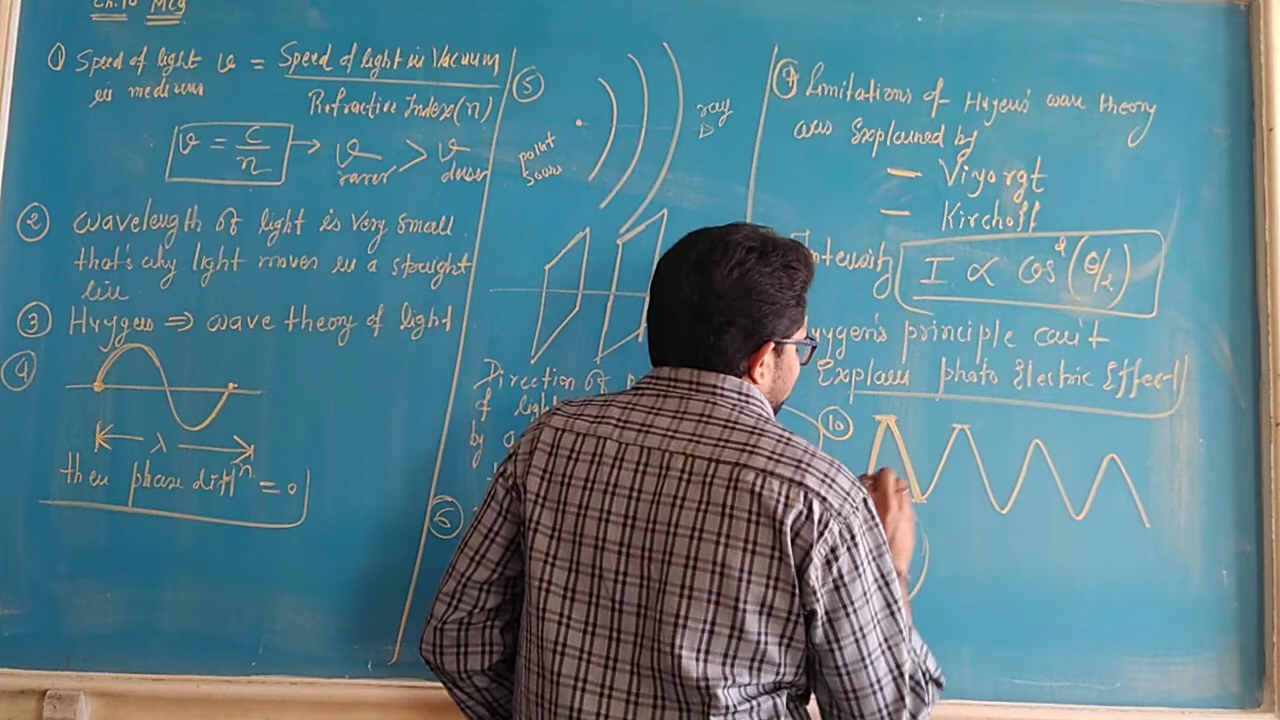 Ch.10 Mcq
① Speed of light v = Speed of light in Vacuum
in medium
Refractive Index(n)
v = c/n → v rarer > v denser
② wavelength of light is very small
that's why light moves in a straight
line
③ Huygens ⇒ wave theory of light
④
λ
then phase diffⁿ = 0
⑤
point
source
ray
Direction of
of light
by a
⑥
Limitations of Huygen's wave theory
was Explained by
– Viyorgt
– Kirchoff
Intensity I ∝ cos²(θ/2)
uygen's principle can't
Explain photo Electric Effect
⑩